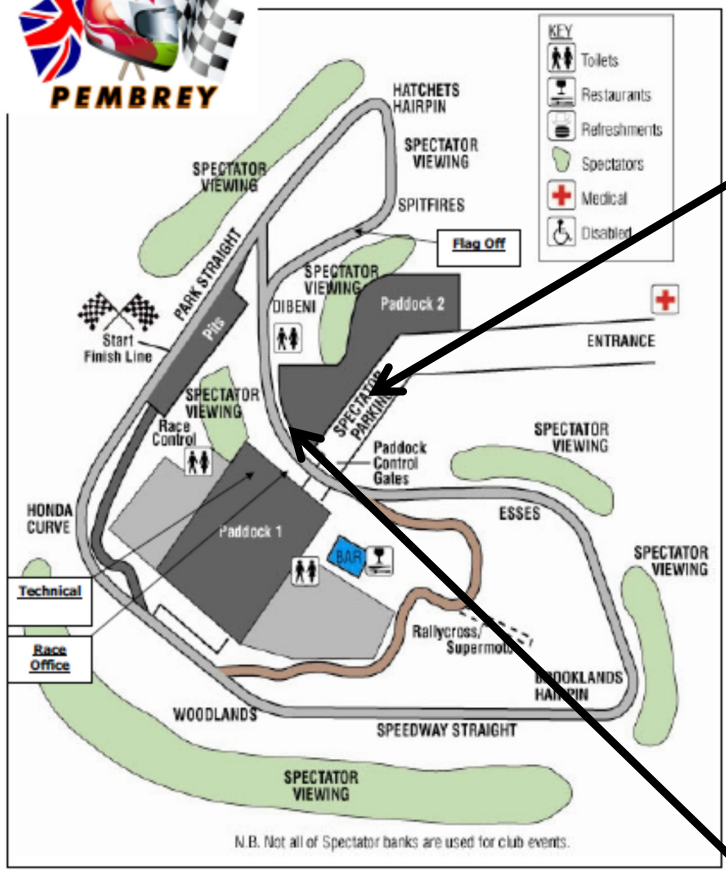 PEMBREY
KEY
Toilets
Restaurants
Refreshments
Spectators
Medical
Disabled
HATCHETS
HAIRPIN
SPECTATOR
VIEWING
SPECTATOR
VIEWING
SPITFIRES
Flag Off
PARK STRAIGHT
SPECTATOR
VIEWING
DIBENI
Paddock 2
Pits
Start
Finish Line
ENTRANCE
SPECTATOR
VIEWING
SPECTATOR
PARKING
Race
Control
SPECTATOR
VIEWING
Paddock
Control
Gates
HONDA
CURVE
ESSES
Paddock 1
BAR
SPECTATOR
VIEWING
Technical
Race
Office
Rallycross/
Supermoto
BROOKLANDS
HAIRPIN
WOODLANDS
SPEEDWAY STRAIGHT
SPECTATOR
VIEWING
N.B. Not all of Spectator banks are used for club events.